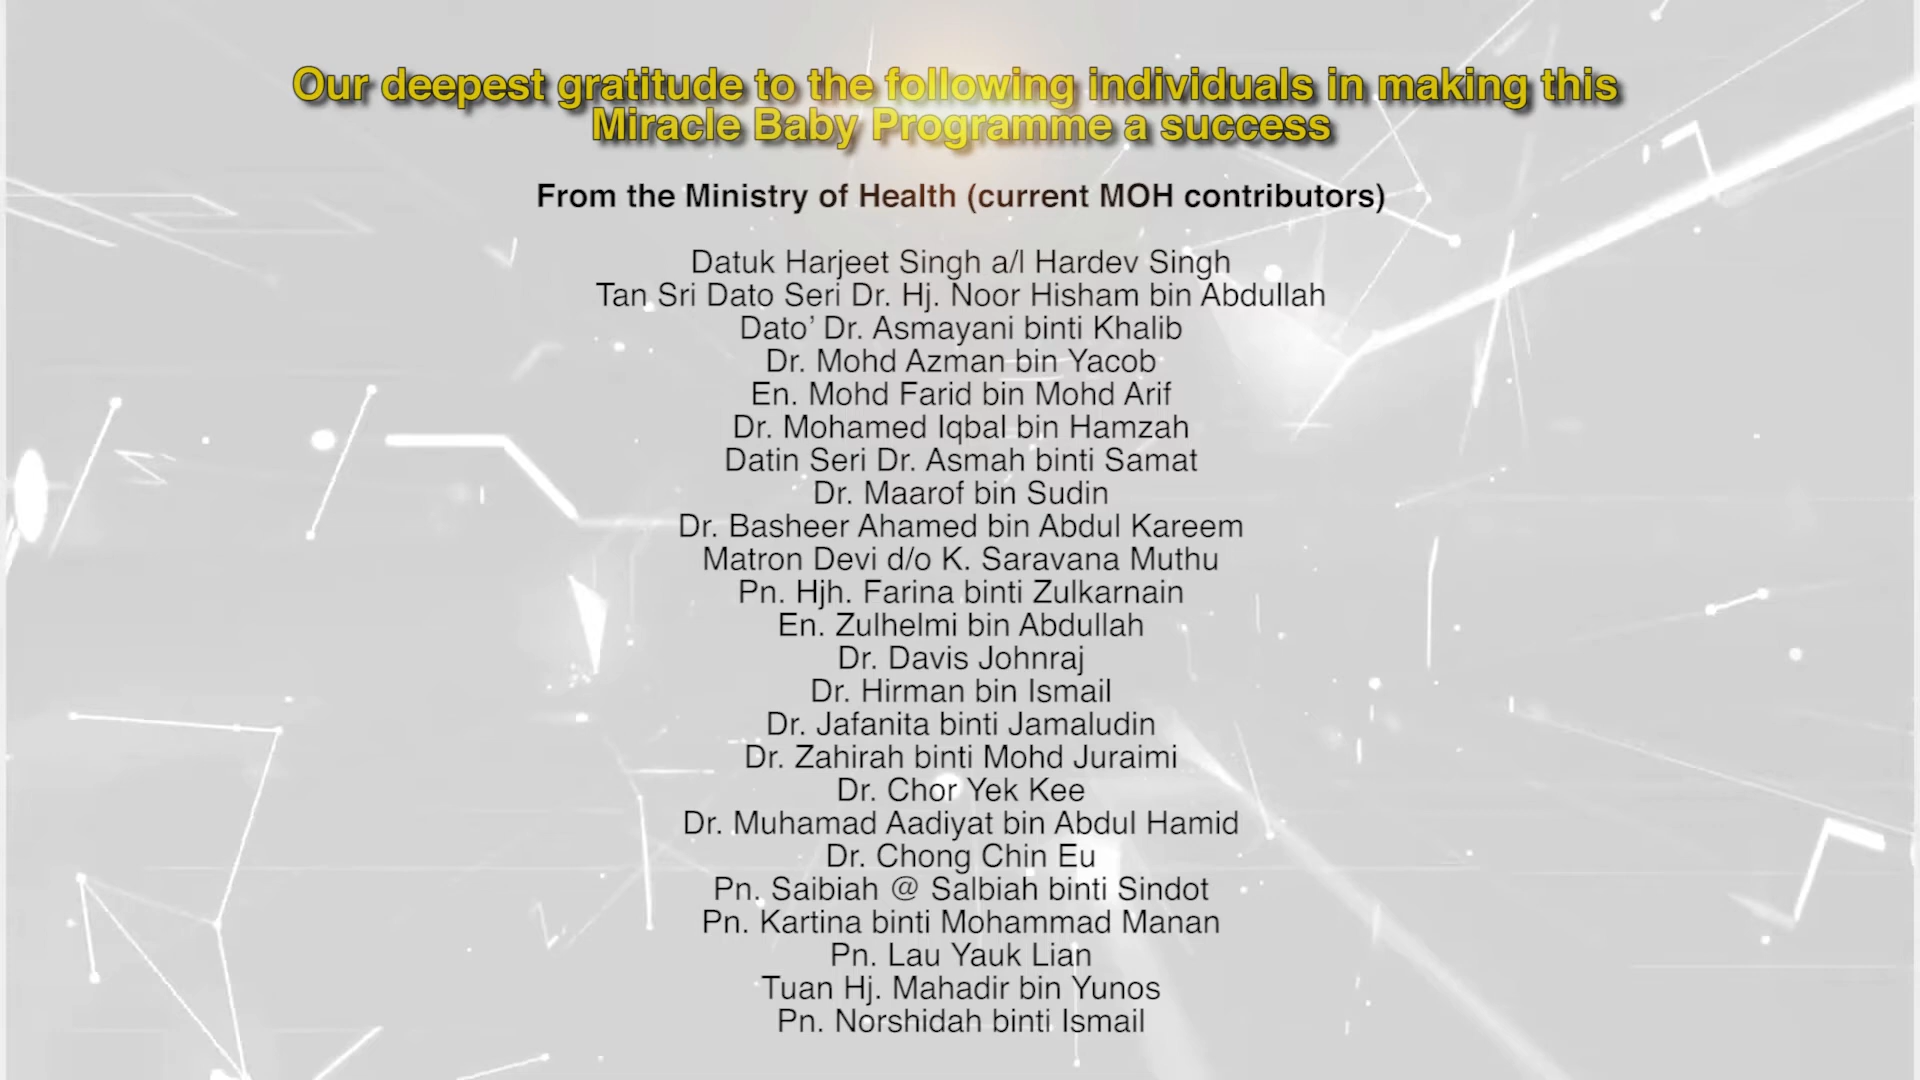 Our deepest gratitude to the following individuals in making this
Miracle Baby Programme a success
From the Ministry of Health (current MOH contributors)
Datuk Harjeet Singh a/l Hardev Singh
Tan Sri Dato Seri Dr. Hj. Noor Hisham bin Abdullah
Dato’ Dr. Asmayani binti Khalib
Dr. Mohd Azman bin Yacob
En. Mohd Farid bin Mohd Arif
Dr. Mohamed Iqbal bin Hamzah
Datin Seri Dr. Asmah binti Samat
Dr. Maarof bin Sudin
Dr. Basheer Ahamed bin Abdul Kareem
Matron Devi d/o K. Saravana Muthu
Pn. Hjh. Farina binti Zulkarnain
En. Zulhelmi bin Abdullah
Dr. Davis Johnraj
Dr. Hirman bin Ismail
Dr. Jafanita binti Jamaludin
Dr. Zahirah binti Mohd Juraimi
Dr. Chor Yek Kee
Dr. Muhamad Aadiyat bin Abdul Hamid
Dr. Chong Chin Eu
Pn. Saibiah @ Salbiah binti Sindot
Pn. Kartina binti Mohammad Manan
Pn. Lau Yauk Lian
Tuan Hj. Mahadir bin Yunos
Pn. Norshidah binti Ismail